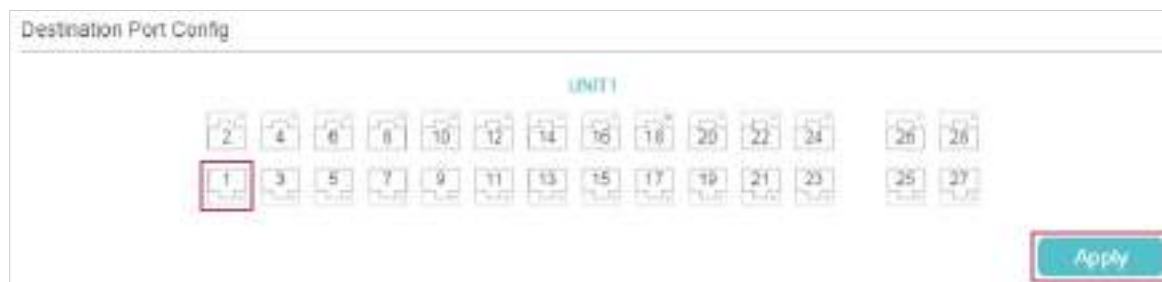 Destination Port Config
UNIT1
2 4 6 8 10 12 14 16 18 20 22 24 26 28
1 3 5 7 9 11 13 15 17 19 21 23 25 27
Apply